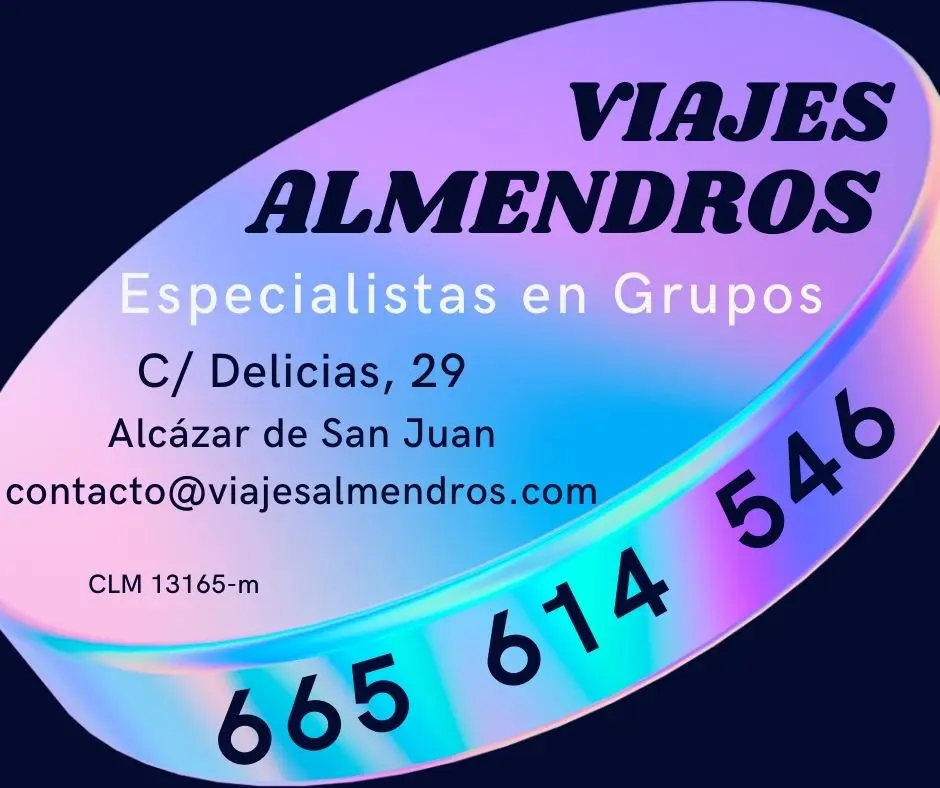 VIAJES
ALMENDROS
Especialistas en Grupos
C/ Delicias, 29
Alcázar de San Juan
contacto@viajesalmendros.com
CLM 13165-m
665 614 546